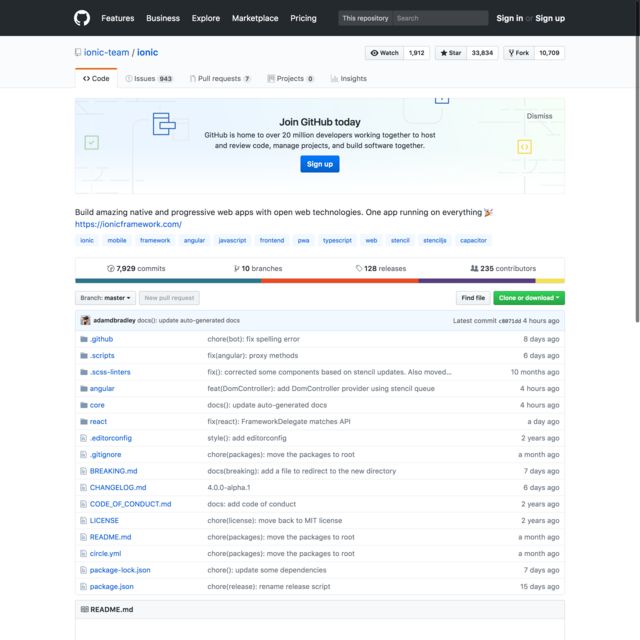 Features Business Explore Marketplace Pricing This repository Search Sign in or Sign up
ionic-team / ionic Watch 1,912 Star 33,834 Fork 10,709
Code Issues 943 Pull requests 7 Projects 0 Insights
Join GitHub today
Dismiss
GitHub is home to over 20 million developers working together to host
and review code, manage projects, and build software together.
Sign up
Build amazing native and progressive web apps with open web technologies. One app running on everything 🎉
https://ionicframework.com/
ionic mobile framework angular javascript frontend pwa typescript web stencil stenciljs capacitor
7,929 commits 10 branches 128 releases 235 contributors
Branch: master New pull request Find file Clone or download
adamdbradley docs(): update auto-generated docs Latest commit c8071dd 4 hours ago
.github chore(bot): fix spelling error 8 days ago
.scripts fix(angular): proxy methods 6 days ago
.scss-linters fix(): corrected some components based on stencil updates. Also moved... 10 months ago
angular feat(DomController): add DomController provider using stencil queue 4 hours ago
core docs(): update auto-generated docs 4 hours ago
react fix(react): FrameworkDelegate matches API a day ago
.editorconfig style(): add editorconfig 2 years ago
.gitignore chore(packages): move the packages to root a month ago
BREAKING.md docs(breaking): add a file to redirect to the new directory 7 days ago
CHANGELOG.md 4.0.0-alpha.1 6 days ago
CODE_OF_CONDUCT.md docs: add code of conduct 2 years ago
LICENSE chore(license): move back to MIT license 2 years ago
README.md chore(packages): move the packages to root a month ago
circle.yml chore(packages): move the packages to root a month ago
package-lock.json chore(): update some dependencies 7 days ago
package.json chore(release): rename release script 15 days ago
README.md